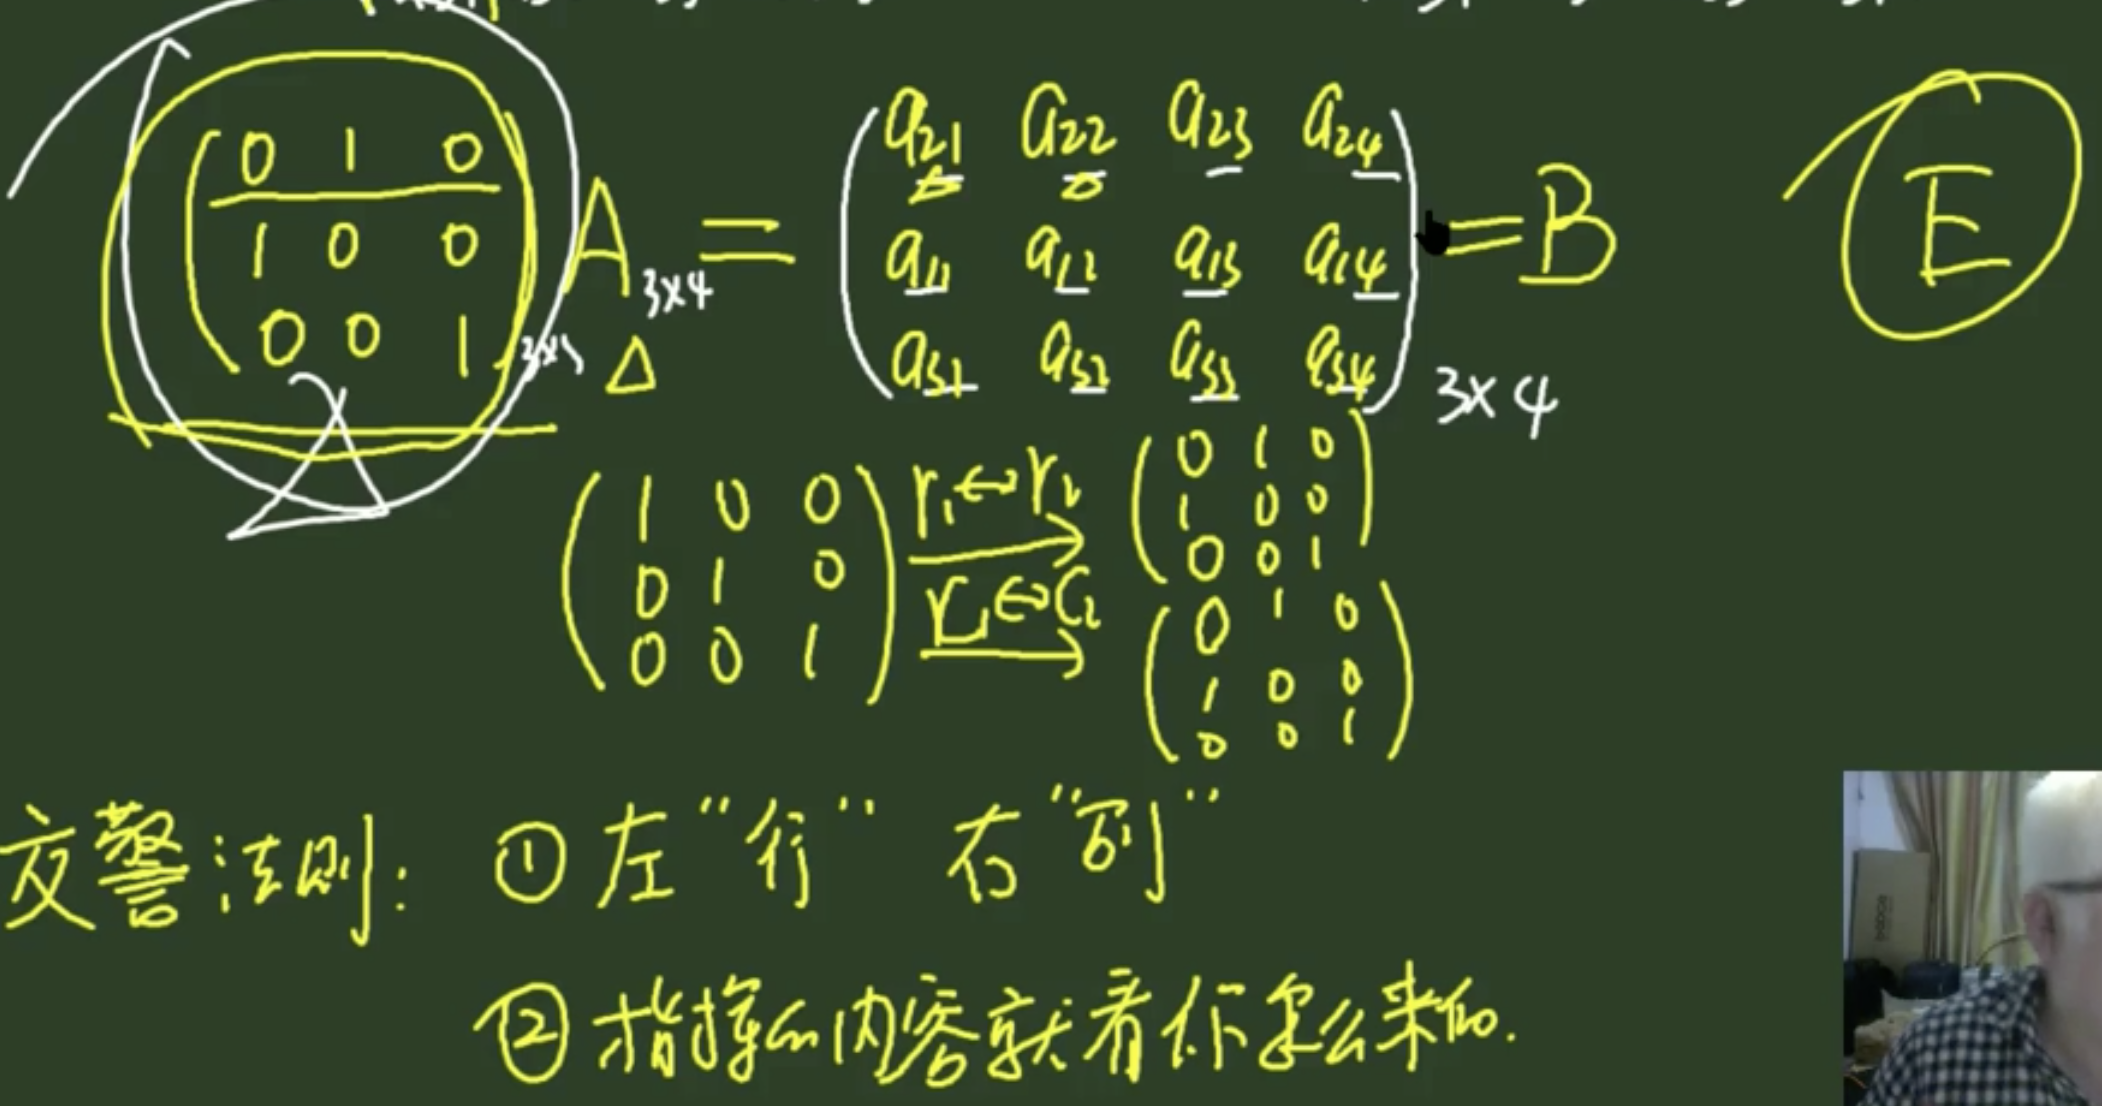 ( 0 1 0
1 0 0
0 0 1 )3×3 A3×4 = ( a21 a22 a23 a24
a11 a12 a13 a14
a31 a32 a33 a34 )3×4 = B E
Δ
( 1 0 0
0 1 0
0 0 1 ) r1↔r2 ( 0 1 0
1 0 0
0 0 1 )
C1↔C2 ( 0 1 0
1 0 0
0 0 1 )
交警法则: ① 左"行" 右"列"
② 指挥的内容就看你怎么来的.